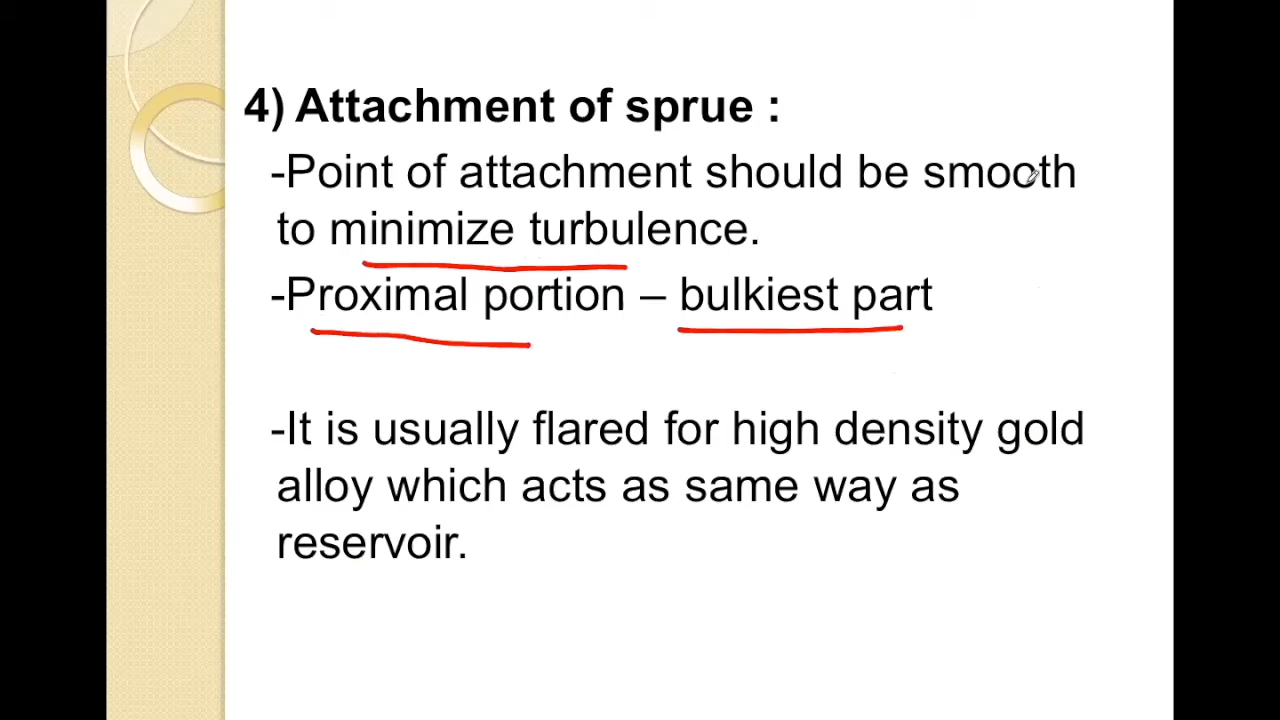 4) Attachment of sprue :
-Point of attachment should be smooth
to minimize turbulence.
-Proximal portion – bulkiest part
-It is usually flared for high density gold
alloy which acts as same way as
reservoir.